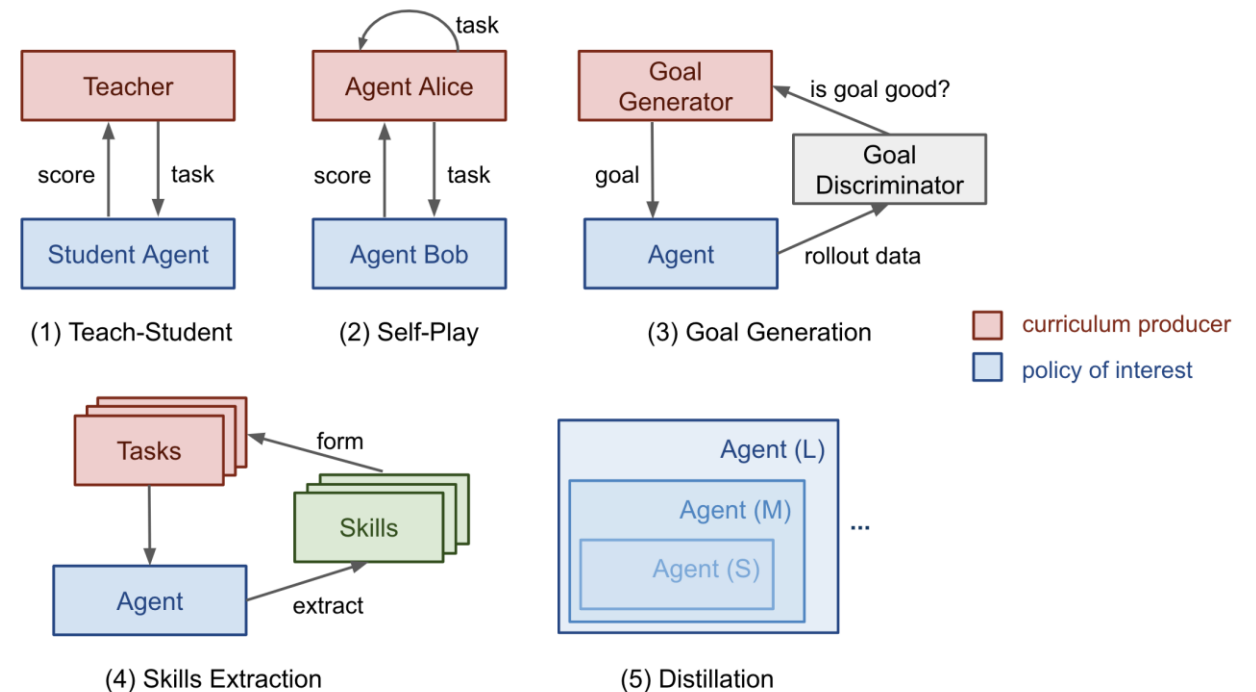 task
Teacher
Agent Alice
score
task
score
task
Student Agent
Agent Bob
(1) Teach-Student
(2) Self-Play
Goal
Generator
is goal good?
Goal
Discriminator
goal
Agent
rollout data
(3) Goal Generation
curriculum producer
policy of interest
Tasks
form
Skills
Agent
extract
(4) Skills Extraction
Agent (L)
Agent (M)
Agent (S)
...
(5) Distillation